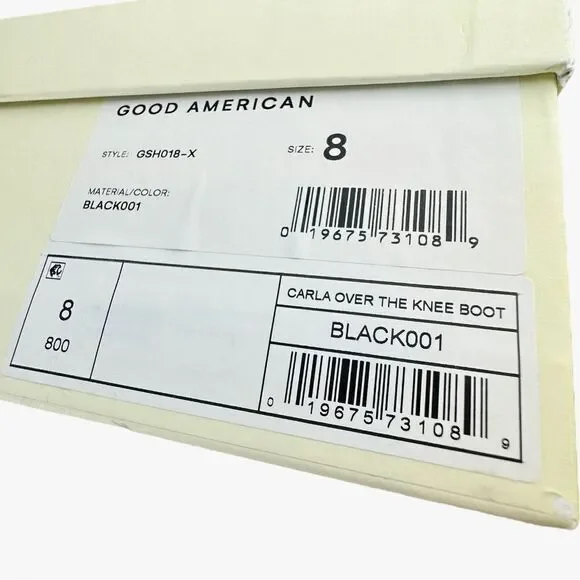 GOOD AMERICAN
STYLE: GSH018-X SIZE: 8
MATERIAL/COLOR:
BLACK001
0 19675 73108 9
8
800
CARLA OVER THE KNEE BOOT
BLACK001
0 19675 73108 9